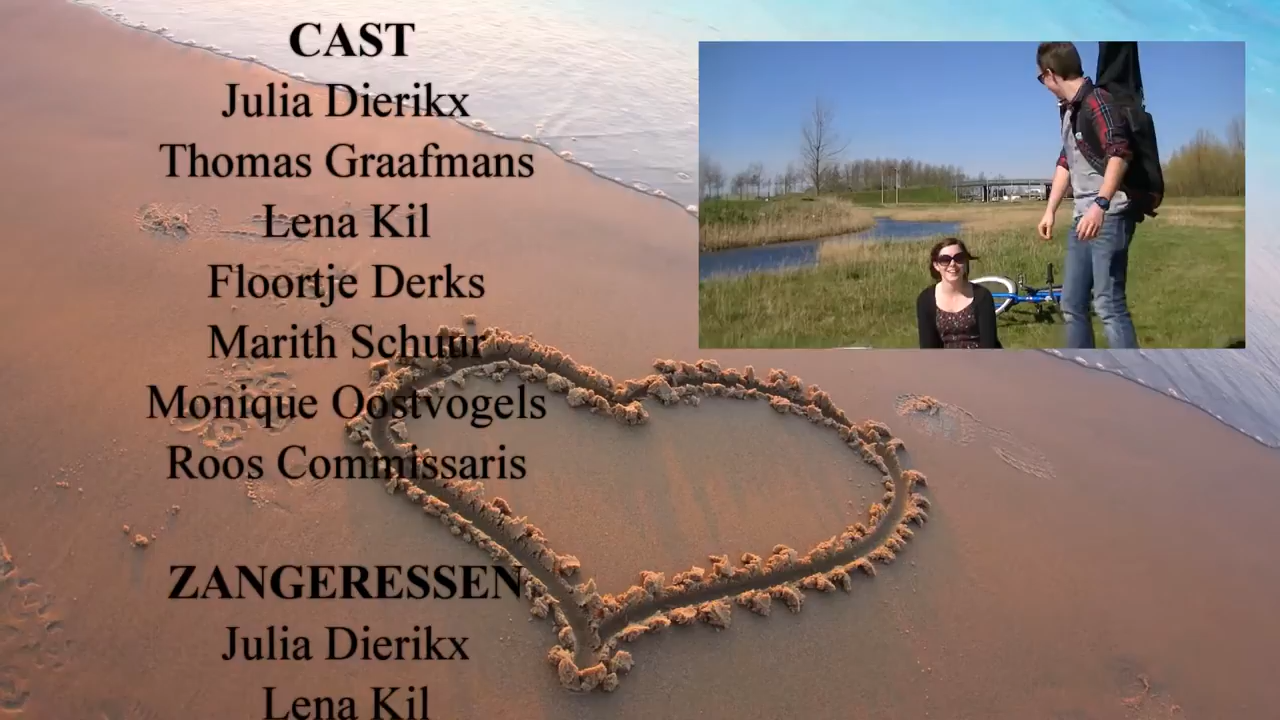 CAST
Julia Dierikx
Thomas Graafmans
Lena Kil
Floortje Derks
Marith Schuur
Monique Oostvogels
Roos Commissaris
ZANGERESSEN
Julia Dierikx
Lena Kil